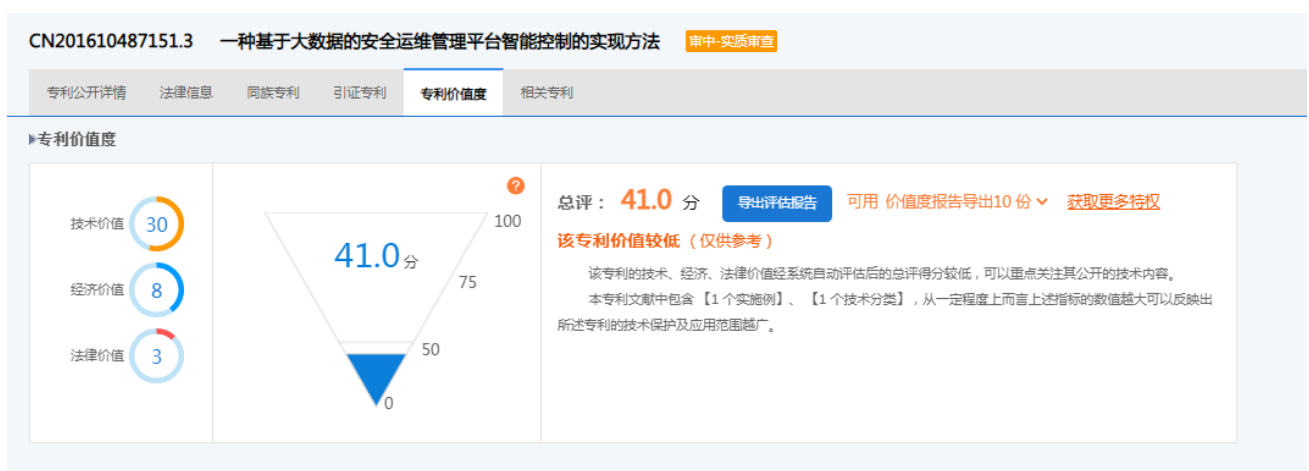 CN201610487151.3 一种基于大数据的安全运维管理平台智能控制的实现方法 审中-实质审查
专利公开详情 法律信息 同族专利 引证专利 专利价值度 相关专利
专利价值度
技术价值 30
经济价值 8
法律价值 3
?
41.0分
100
75
50
0
总评： 41.0 分 导出评估报告 可用 价值度报告导出10 份 获取更多特权
该专利价值较低（仅供参考）
该专利的技术、经济、法律价值经系统自动评估后的总评得分较低，可以重点关注其公开的技术内容。
本专利文献中包含 【1 个实施例】、 【1 个技术分类】，从一定程度上而言上述指标的数值越大可以反映出
所述专利的技术保护及应用范围越广。